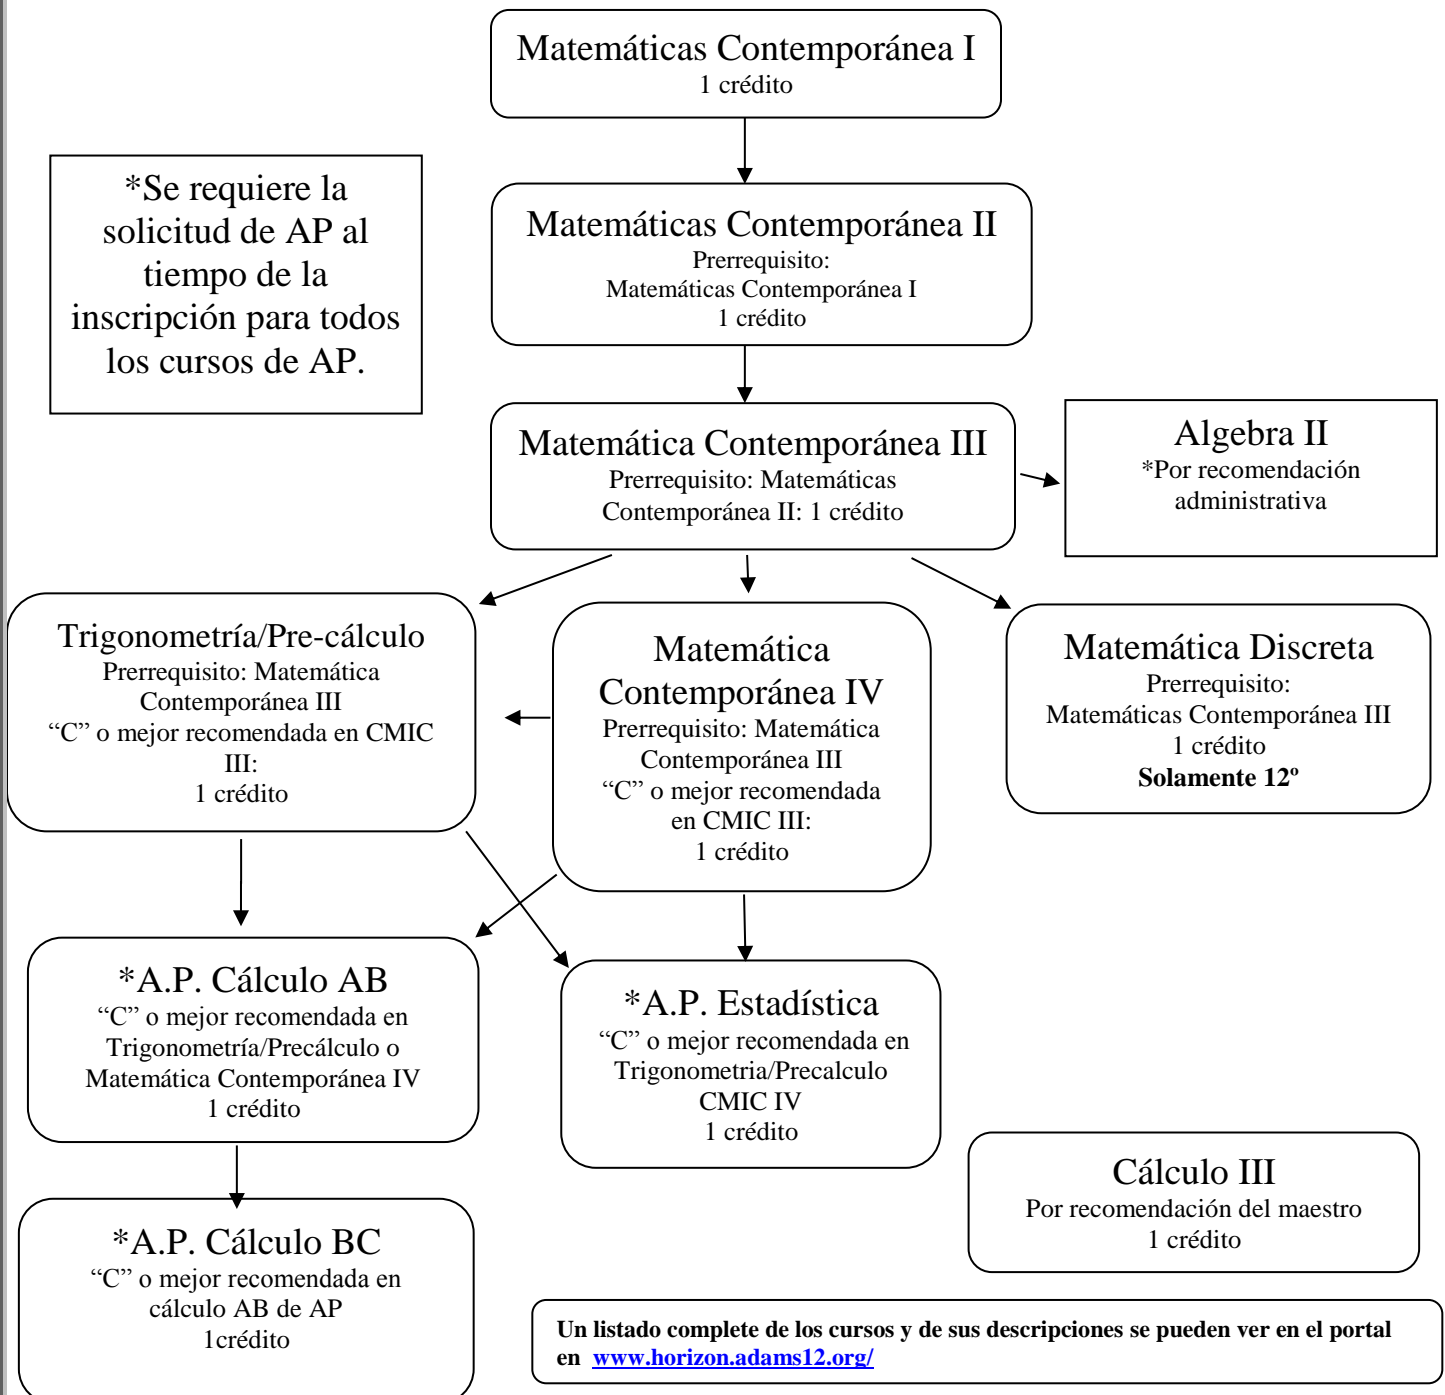 Matemáticas Contemporánea I
1 crédito
*Se requiere la
solicitud de AP al
tiempo de la
inscripción para todos
los cursos de AP.
Matemáticas Contemporánea II
Prerrequisito:
Matemáticas Contemporánea I
1 crédito
Matemática Contemporánea III
Prerrequisito: Matemáticas
Contemporánea II: 1 crédito
Algebra II
*Por recomendación
administrativa
Trigonometría/Pre-cálculo
Prerrequisito: Matemática
Contemporánea III
“C” o mejor recomendada en CMIC
III:
1 crédito
Matemática
Contemporánea IV
Prerrequisito: Matemática
Contemporánea III
“C” o mejor recomendada
en CMIC III:
1 crédito
Matemática Discreta
Prerrequisito:
Matemáticas Contemporánea III
1 crédito
Solamente 12º
*A.P. Cálculo AB
“C” o mejor recomendada en
Trigonometría/Precálculo o
Matemática Contemporánea IV
1 crédito
*A.P. Estadística
“C” o mejor recomendada en
Trigonometria/Precalculo
CMIC IV
1 crédito
Cálculo III
Por recomendación del maestro
1 crédito
*A.P. Cálculo BC
“C” o mejor recomendada en
cálculo AB de AP
1crédito
Un listado complete de los cursos y de sus descripciones se pueden ver en el portal
en www.horizon.adams12.org/